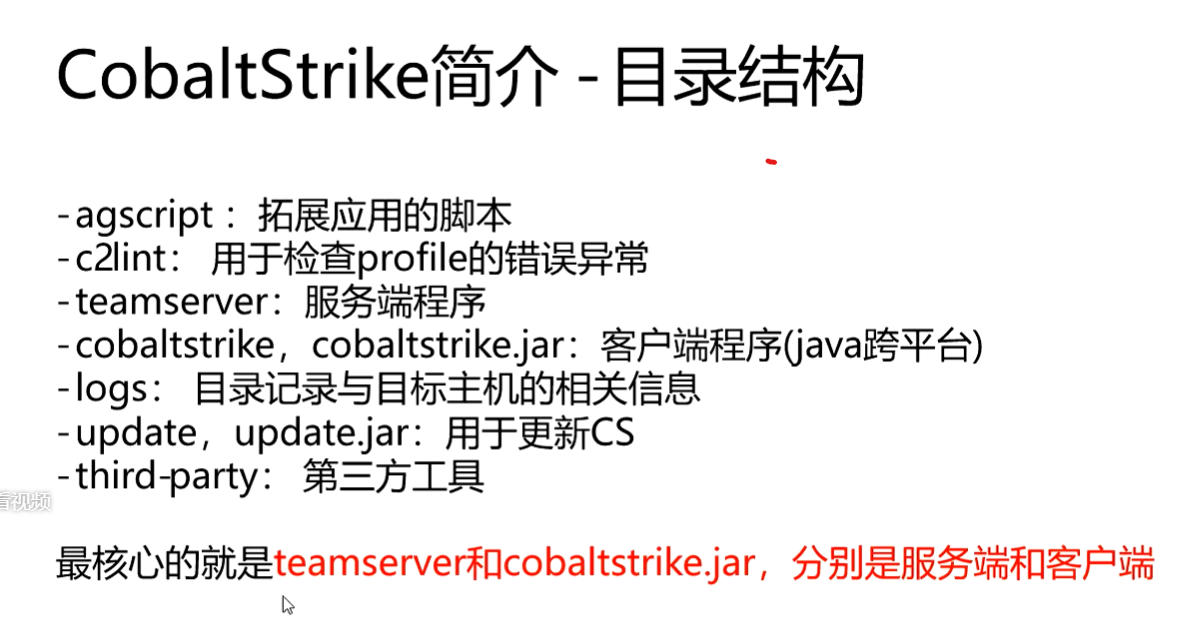 CobaltStrike简介 - 目录结构
-agscript ：拓展应用的脚本
-c2lint： 用于检查profile的错误异常
-teamserver：服务端程序
-cobaltstrike，cobaltstrike.jar：客户端程序(java跨平台)
-logs： 目录记录与目标主机的相关信息
-update，update.jar：用于更新CS
-third-party： 第三方工具
看视频
最核心的就是teamserver和cobaltstrike.jar，分别是服务端和客户端